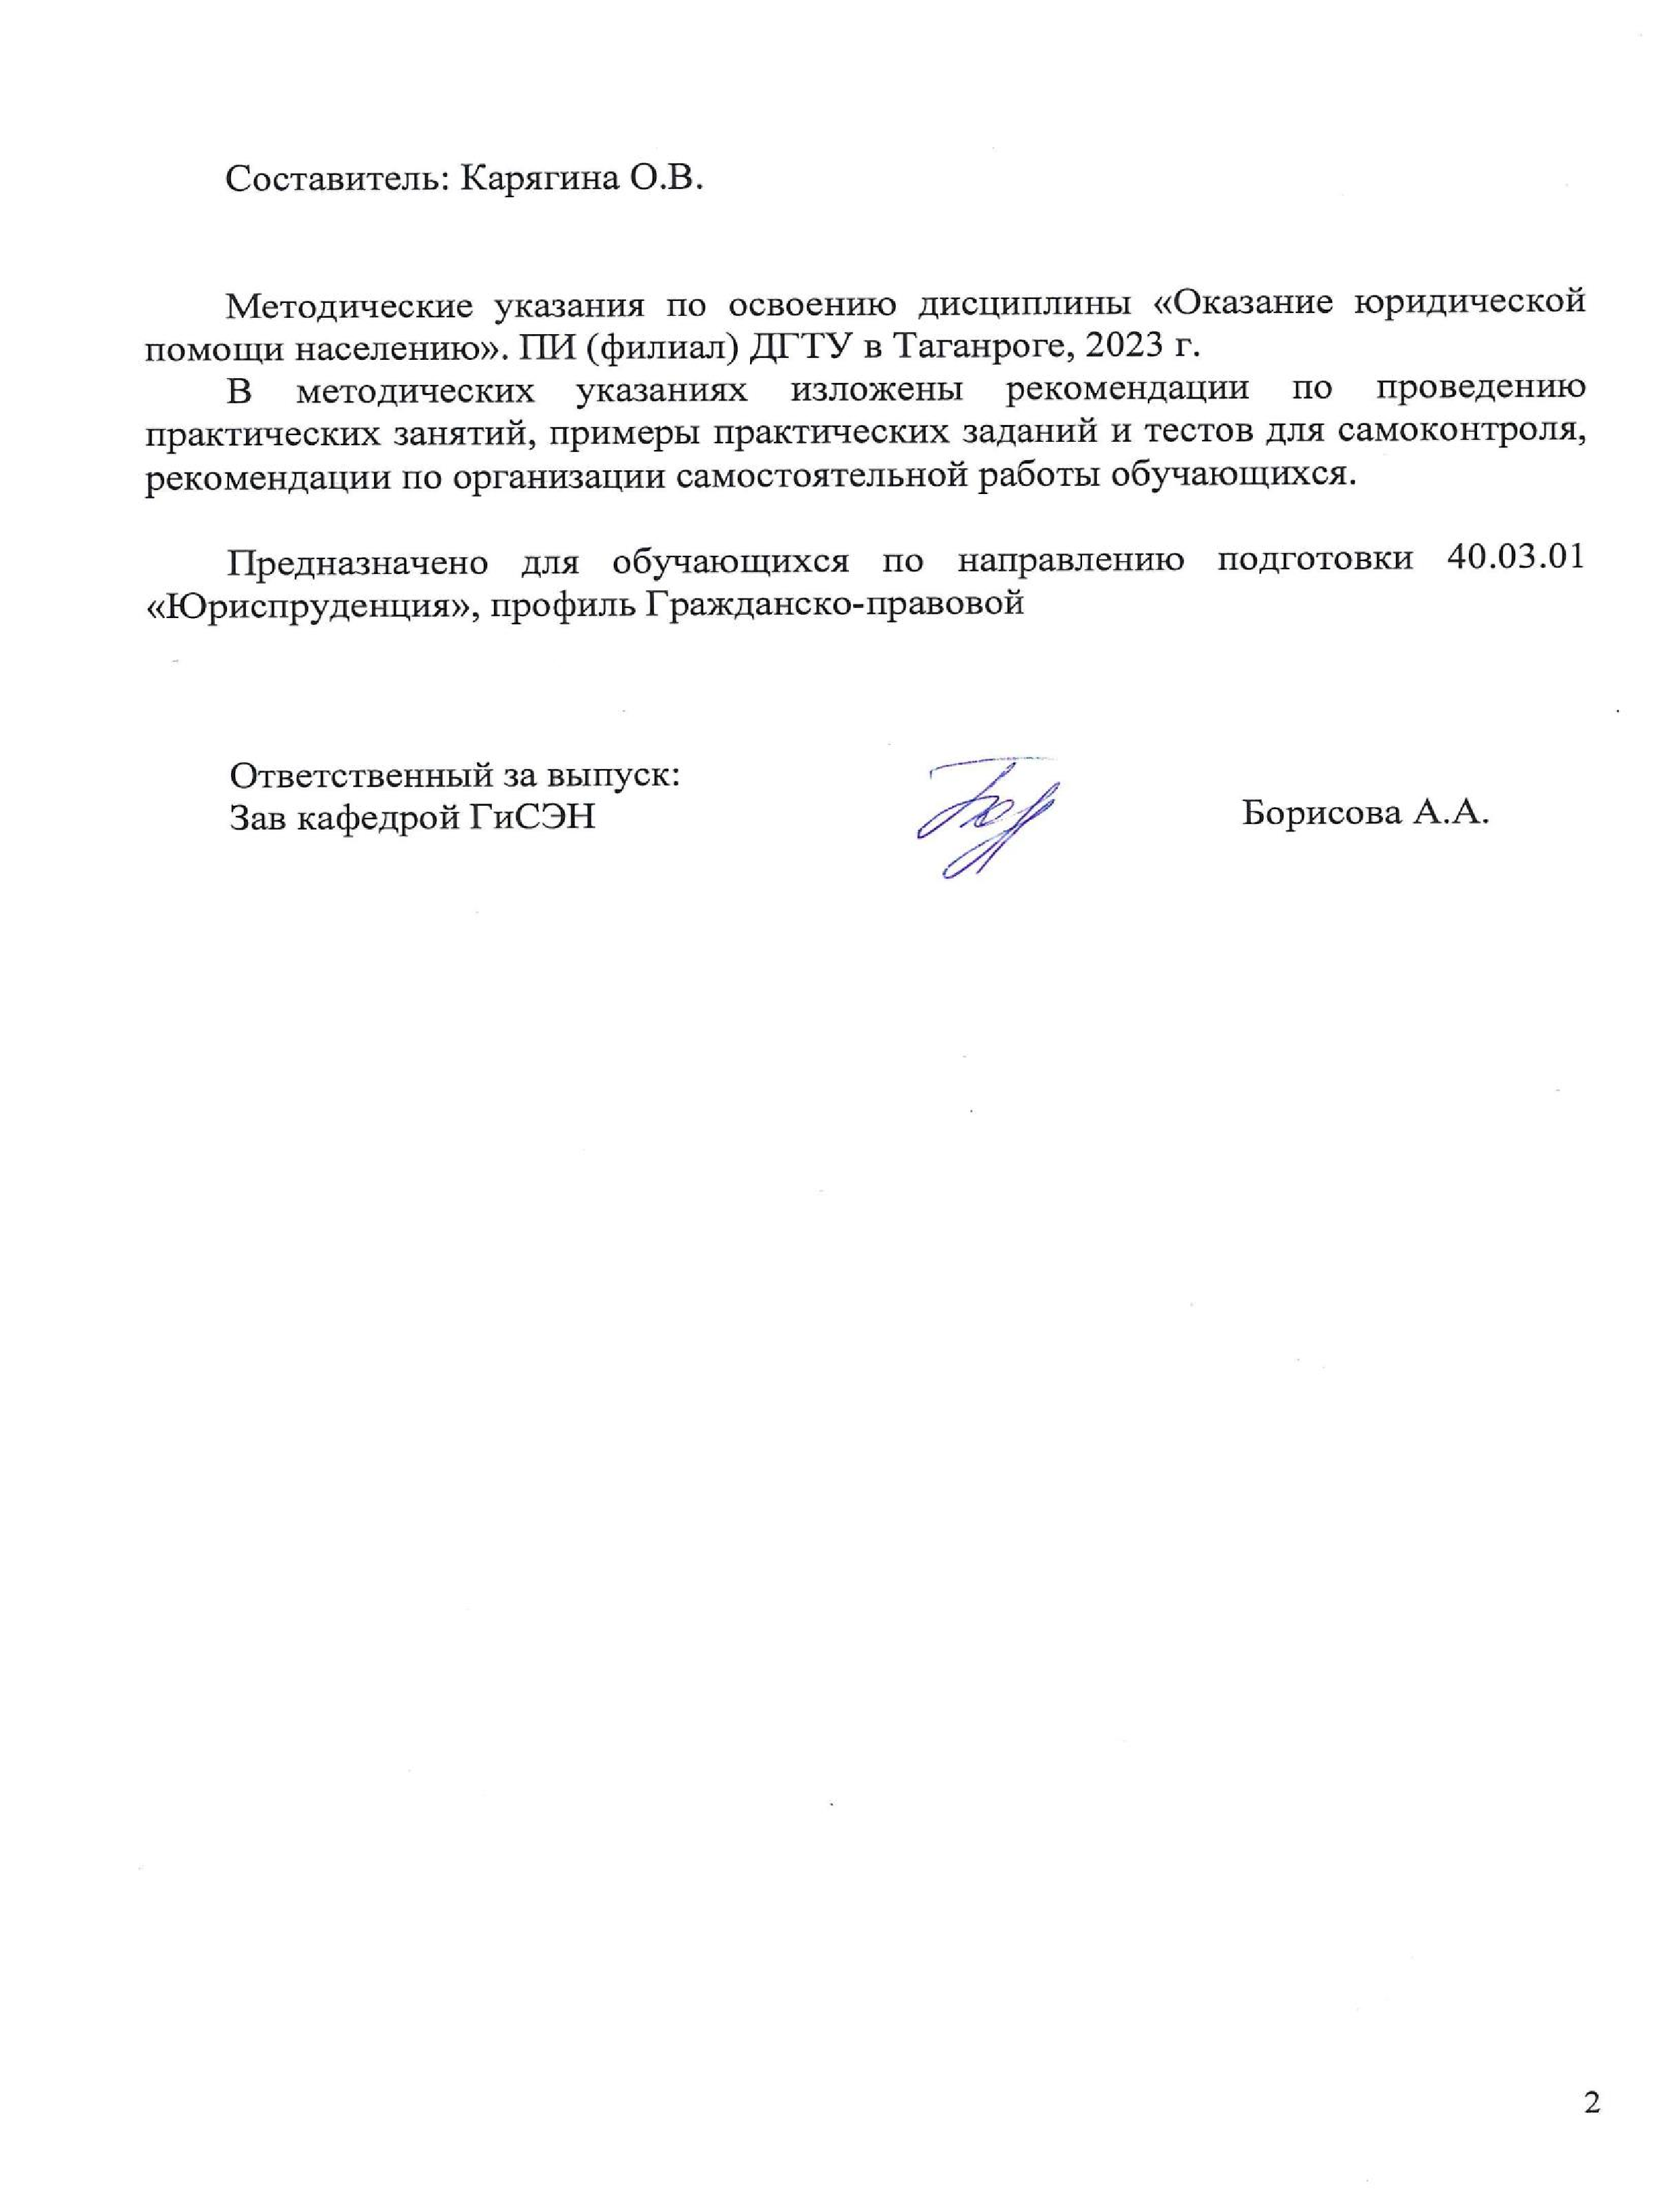 Составитель: Карягина О.В.
Методические указания по освоению дисциплины «Оказание юридической
помощи населению». ПИ (филиал) ДГТУ в Таганроге, 2023 г.
В методических указаниях изложены рекомендации по проведению
практических занятий, примеры практических заданий и тестов для самоконтроля,
рекомендации по организации самостоятельной работы обучающихся.
Предназначено для обучающихся по направлению подготовки 40.03.01
«Юриспруденция», профиль Гражданско-правовой
Ответственный за выпуск:
Зав кафедрой ГиСЭН Борисова А.А.
2